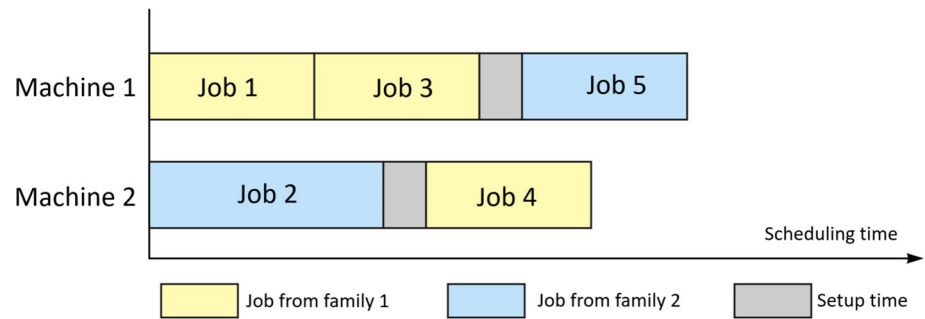 Machine 1
Job 1
Job 3
Job 5
Machine 2
Job 2
Job 4
Scheduling time
Job from family 1
Job from family 2
Setup time